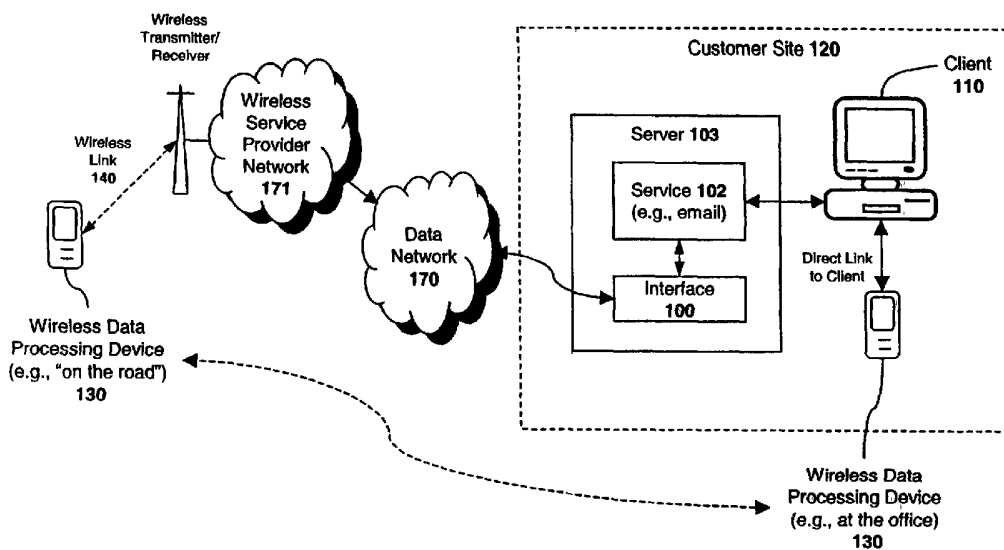 Wireless
Transmitter/
Receiver
Wireless
Link
140
Wireless
Service
Provider
Network
171
Data
Network
170
Wireless Data
Processing Device
(e.g., "on the road")
130
Customer Site 120
Client
110
Server 103
Service 102
(e.g., email)
Interface
100
Direct Link
to Client
Wireless Data
Processing Device
(e.g., at the office)
130